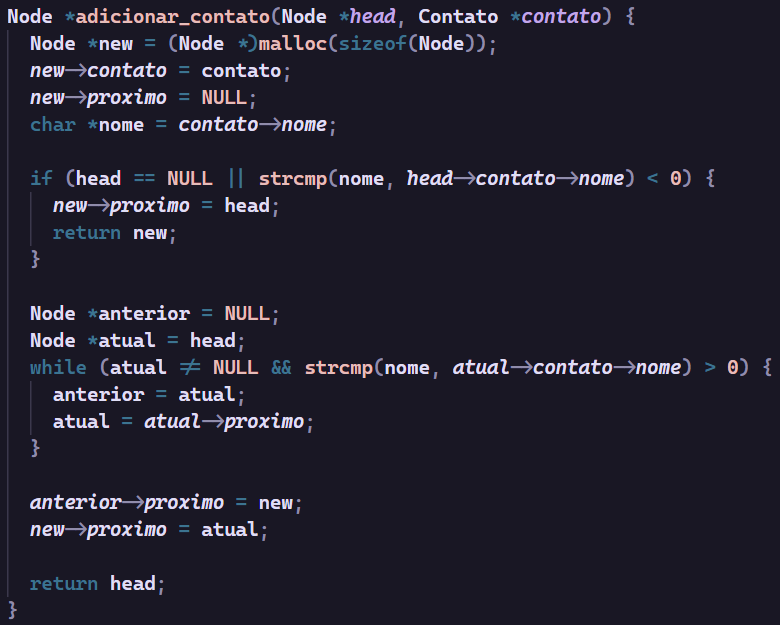 Node *adicionar_contato(Node *head, Contato *contato) {
  Node *new = (Node *)malloc(sizeof(Node));
  new->contato = contato;
  new->proximo = NULL;
  char *nome = contato->nome;

  if (head == NULL || strcmp(nome, head->contato->nome) < 0) {
    new->proximo = head;
    return new;
  }

  Node *anterior = NULL;
  Node *atual = head;
  while (atual != NULL && strcmp(nome, atual->contato->nome) > 0) {
    anterior = atual;
    atual = atual->proximo;
  }

  anterior->proximo = new;
  new->proximo = atual;

  return head;
}